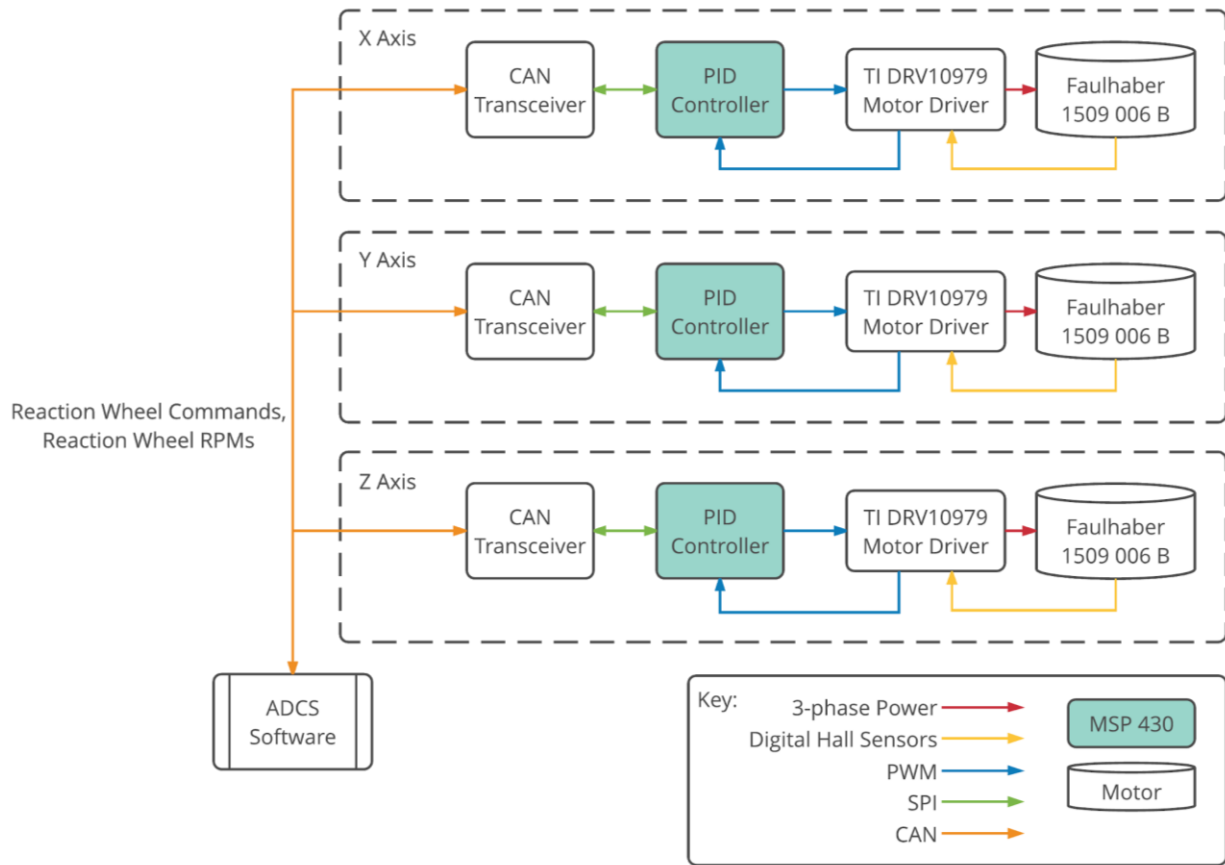 X Axis
CAN
Transceiver
PID
Controller
TI DRV10979
Motor Driver
Faulhaber
1509 006 B
Y Axis
CAN
Transceiver
PID
Controller
TI DRV10979
Motor Driver
Faulhaber
1509 006 B
Reaction Wheel Commands,
Reaction Wheel RPMs
Z Axis
CAN
Transceiver
PID
Controller
TI DRV10979
Motor Driver
Faulhaber
1509 006 B
ADCS
Software
Key:
3-phase Power
Digital Hall Sensors
PWM
SPI
CAN
MSP 430
Motor